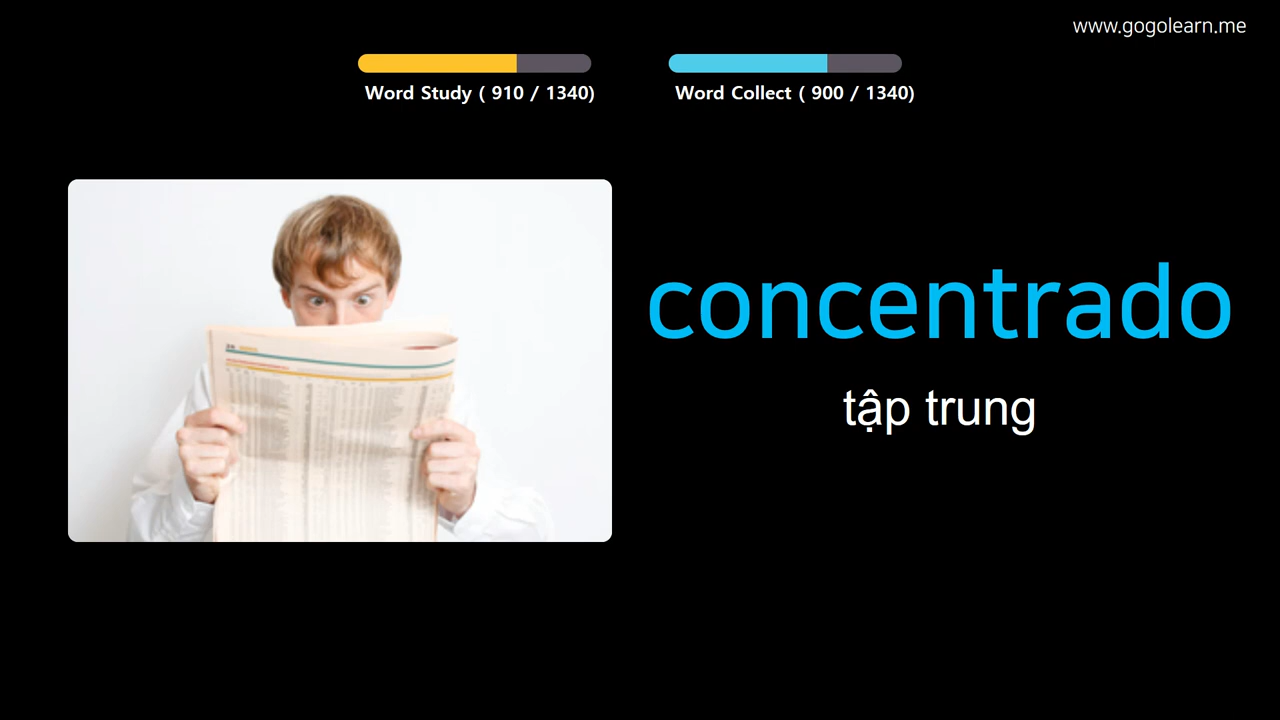 www.gogolearn.me
Word Study ( 910 / 1340)
Word Collect ( 900 / 1340)
concentrado
tập trung